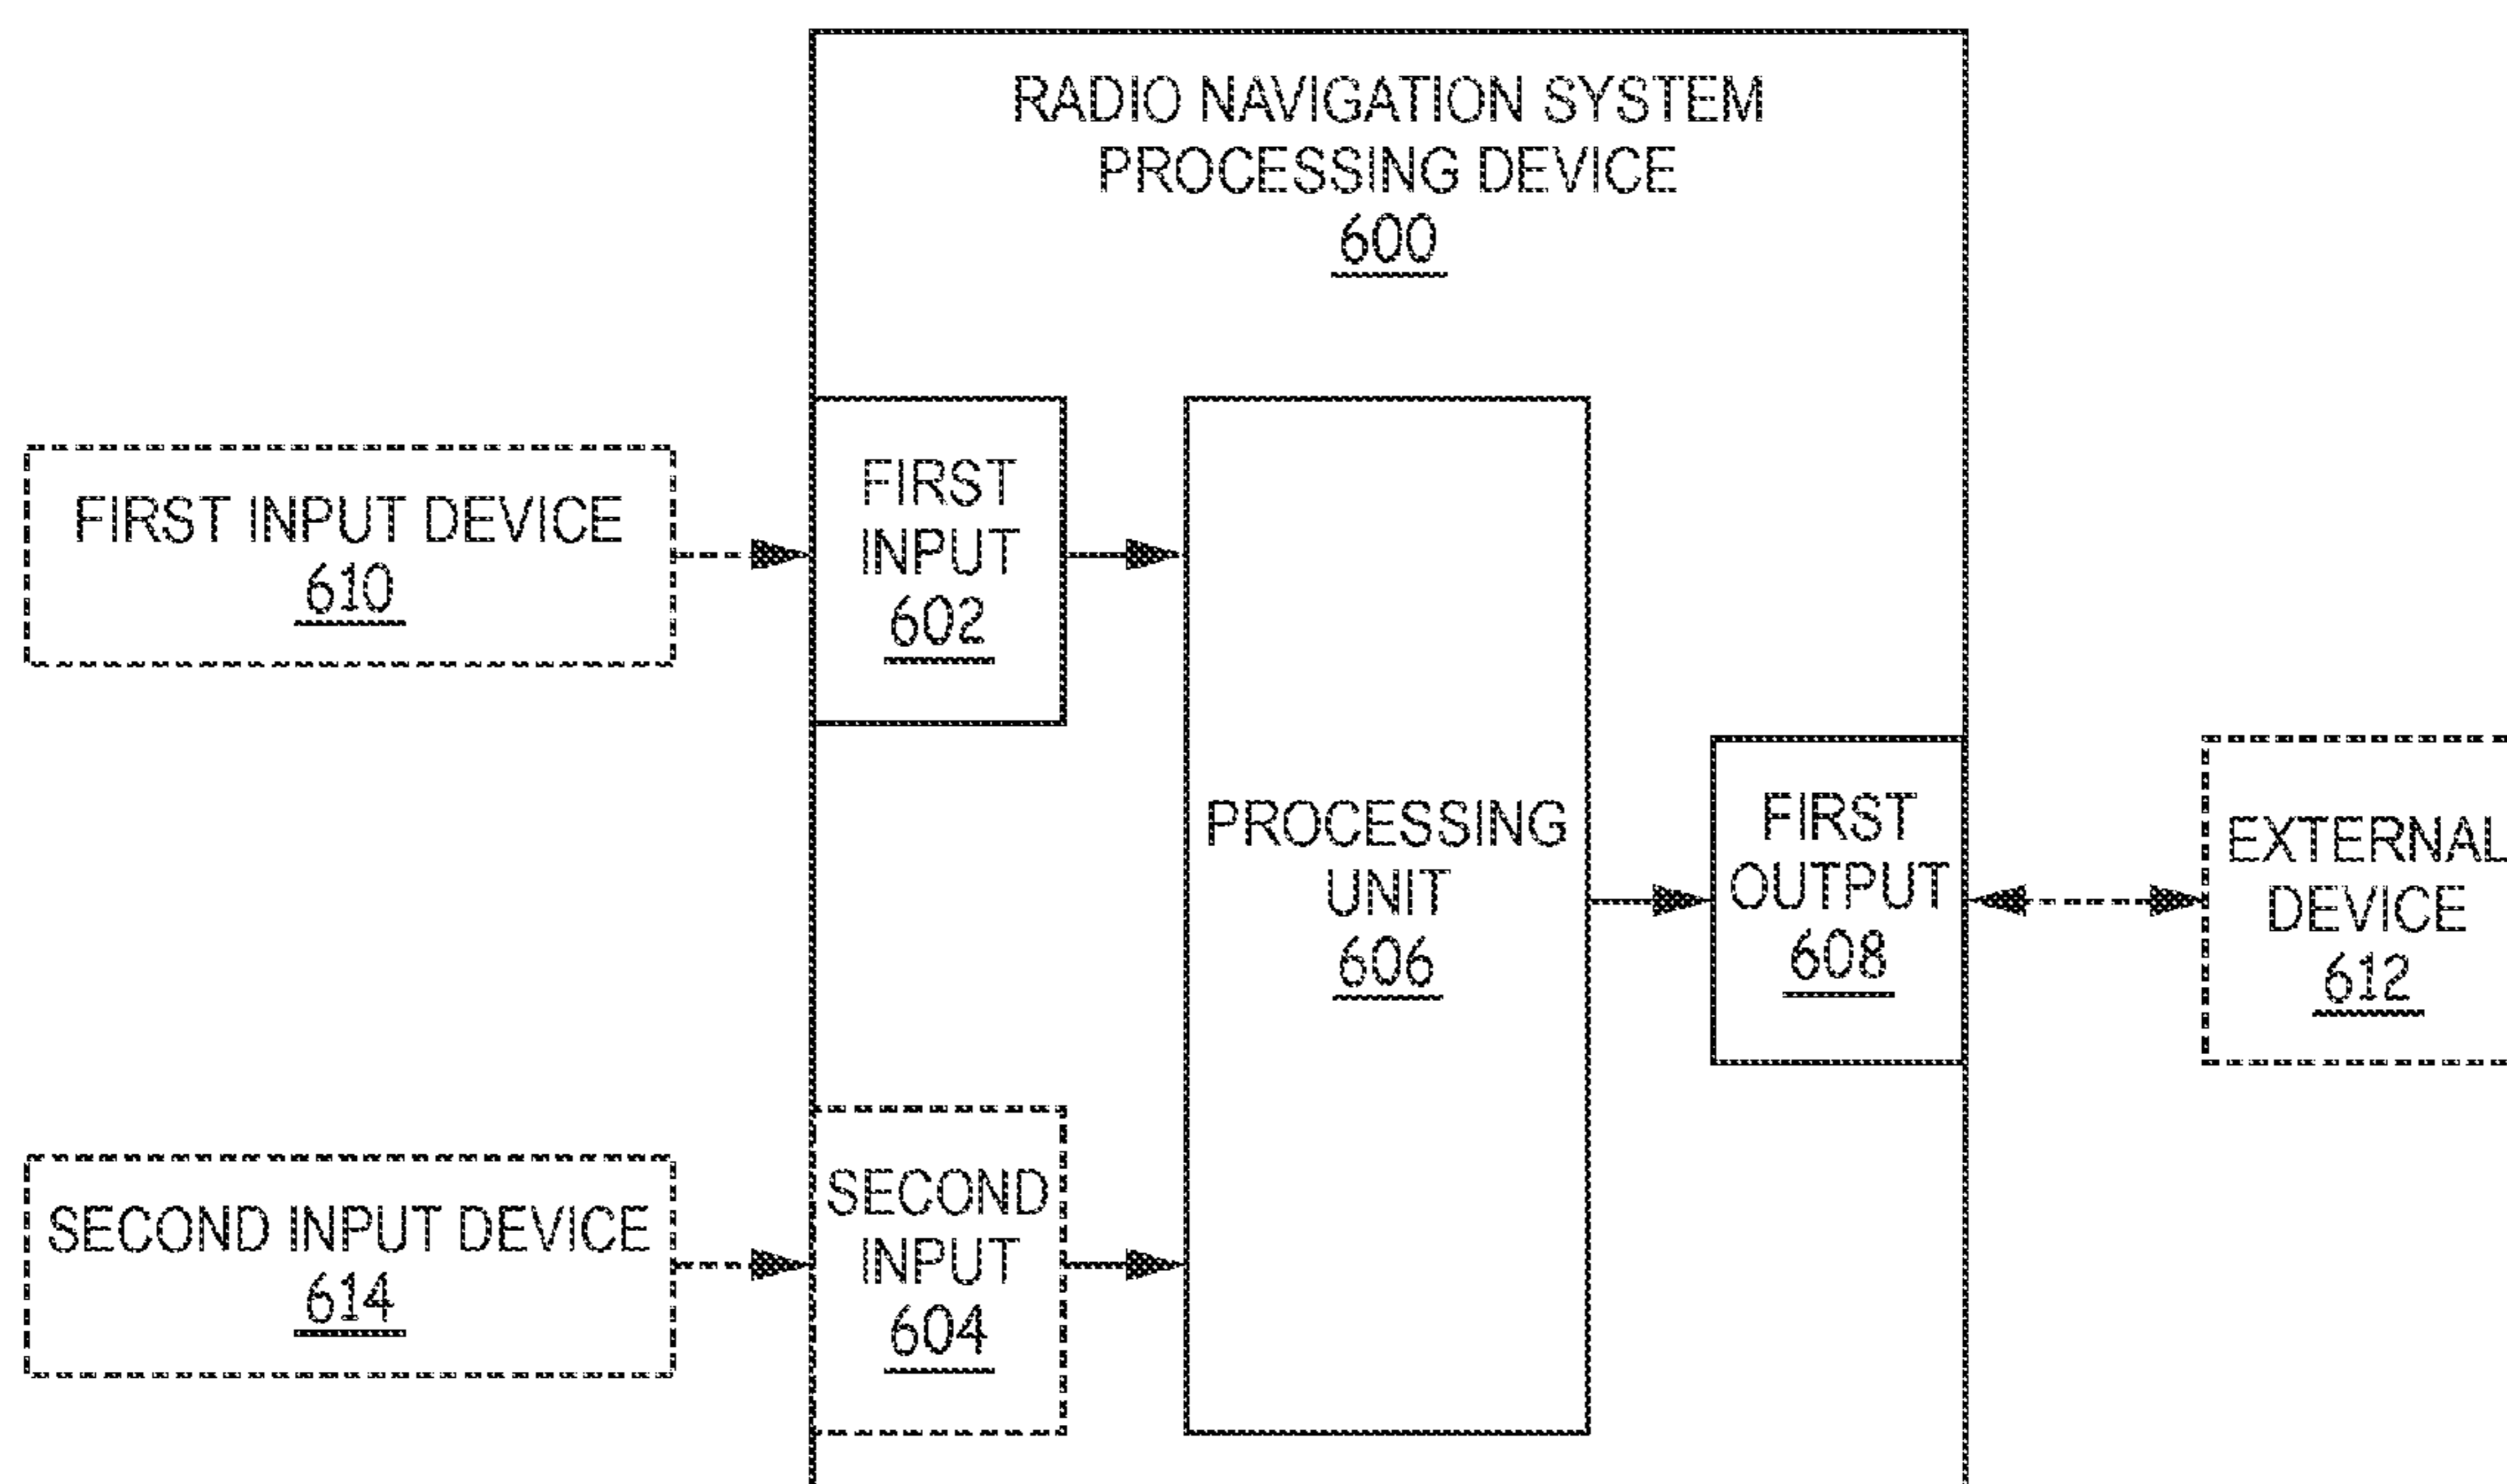 RADIO NAVIGATION SYSTEM
PROCESSING DEVICE
600
FIRST INPUT DEVICE
610
FIRST
INPUT
602
PROCESSING
UNIT
606
FIRST
OUTPUT
608
EXTERNAL
DEVICE
612
SECOND INPUT DEVICE
614
SECOND
INPUT
604